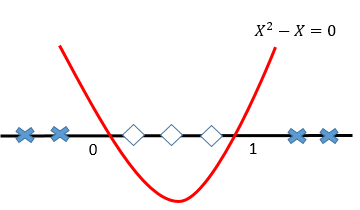 X² − X = 0
0 1